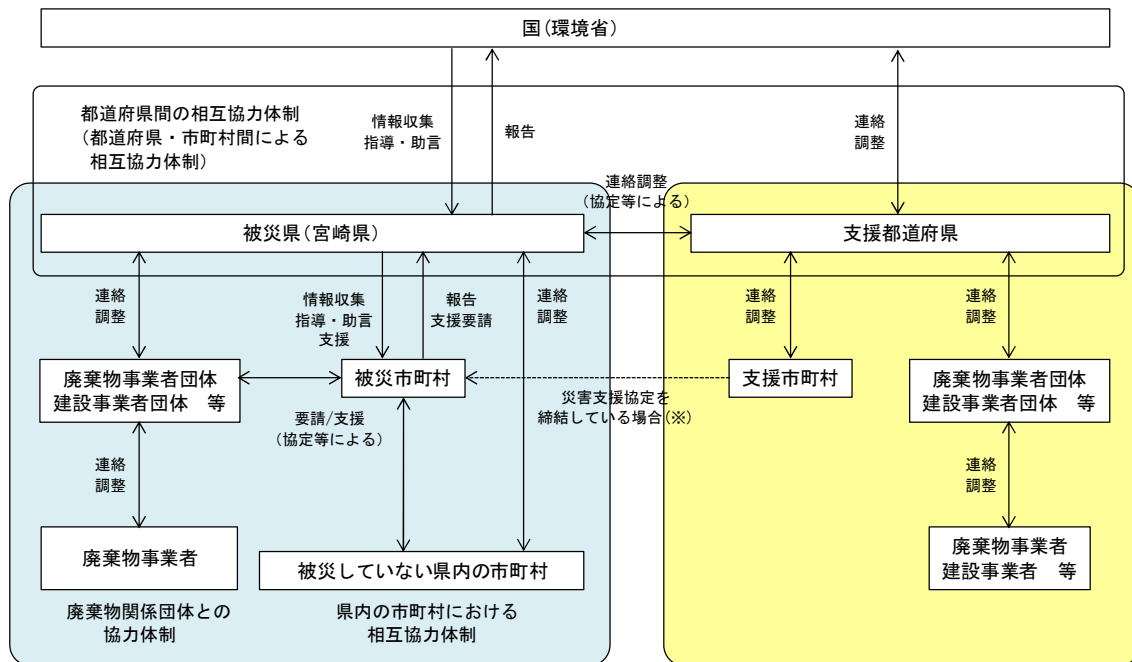 国(環境省)
都道府県間の相互協力体制
(都道府県・市町村間による
相互協力体制)
情報収集
指導・助言
報告
連絡
調整
連絡調整
(協定等による)
被災県(宮崎県)
支援都道府県
連絡
調整
情報収集
指導・助言
支援
報告
支援要請
連絡
調整
連絡
調整
連絡
調整
廃棄物事業者団体
建設事業者団体 等
被災市町村
支援市町村
廃棄物事業者団体
建設事業者団体 等
要請/支援
(協定等による)
災害支援協定を
締結している場合(※)
連絡
調整
連絡
調整
廃棄物事業者
被災していない県内の市町村
廃棄物事業者
建設事業者 等
廃棄物関係団体との
協力体制
県内の市町村における
相互協力体制